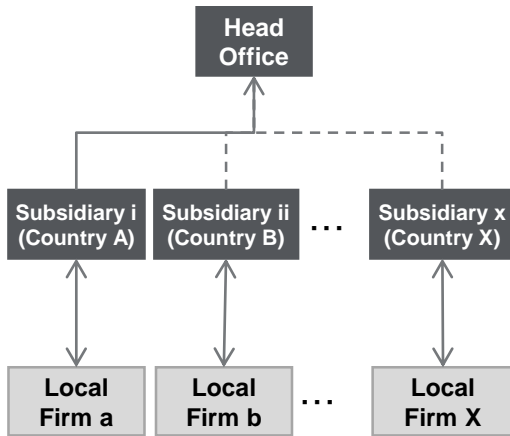 Head
Office
Subsidiary i
(Country A)
Subsidiary ii
(Country B)
...
Subsidiary x
(Country X)
Local
Firm a
Local
Firm b
...
Local
Firm X